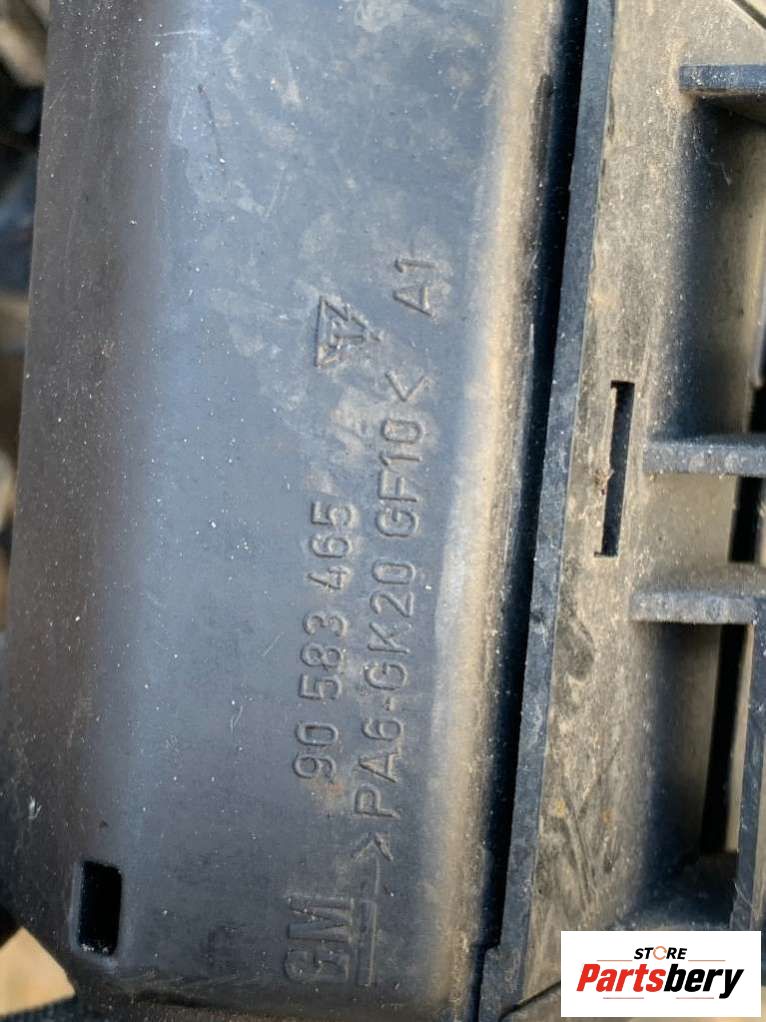 GM 90 583 465
>PA6-GK20 GF10< A1
STORE
Partsbery